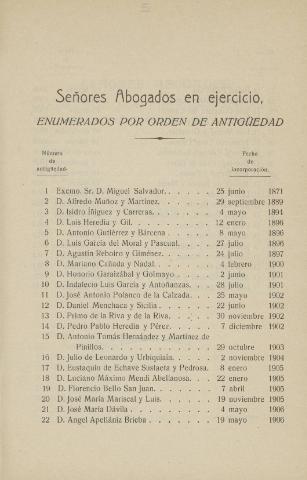 Señores Abogados en ejercicio,
ENUMERADOS POR ORDEN DE ANTIGÜEDAD
Número de antigüedad. Fecha de incorporación.
1 Excmo. Sr. D. Miguel Salvador. . . . . . 25 junio 1871
2 D. Alfredo Muñoz y Martínez. . . . . . 29 septiembre 1889
3 D. Isidro Íñiguez y Carreras. . . . . . 4 mayo 1894
4 D. Luis Heredia y Gil. . . . . . 12 enero 1896
5 D. Antonio Gutiérrez y Bárcena . . . . . 8 mayo 1896
6 D. Luis García del Moral y Pascual. . . . 27 julio 1896
7 D. Agustín Reboiro y Giménez. . . . . 24 julio 1897
8 D. Mariano Cañada y Nadal. . . . . . 4 febrero 1900
9 D. Honorio Garaizábal y Golmayo . . . . 2 junio 1901
10 D. Indalecio Luis García y Antoñanzas. . . . 28 julio 1901
11 D. José Antonio Polanco de la Calzada. . . . 25 mayo 1902
12 D. Daniel Menchaca y Sicilia . . . . . 22 junio 1902
13 D. Primo de la Riva y de la Riva. . . . . 30 noviembre 1902
14 D. Pedro Pablo Heredia y Pérez. . . . . 7 diciembre 1902
15 D. Antonio Tomás Hernández y Martínez de
Pinillos. . . . . . . . . 29 octubre 1903
16 D. Julio de Leonardo y Urbiquiain. . . . . 2 noviembre 1904
17 D. Eustaquio de Echave Sustaeta y Pedrosa. 8 enero 1905
18 D. Luciano Máximo Mendi Abellanosa. . . 22 enero 1905
19 D. Florencio Bello San Juan. . . . . . 7 abril 1905
20 D. José María Mariscal y Luis. . . . . 19 noviembre 1905
21 D. José María Dávila . . . . . . . 4 mayo 1906
22 D. Angel Apellániz Brieba . . . . . . 19 mayo 1906